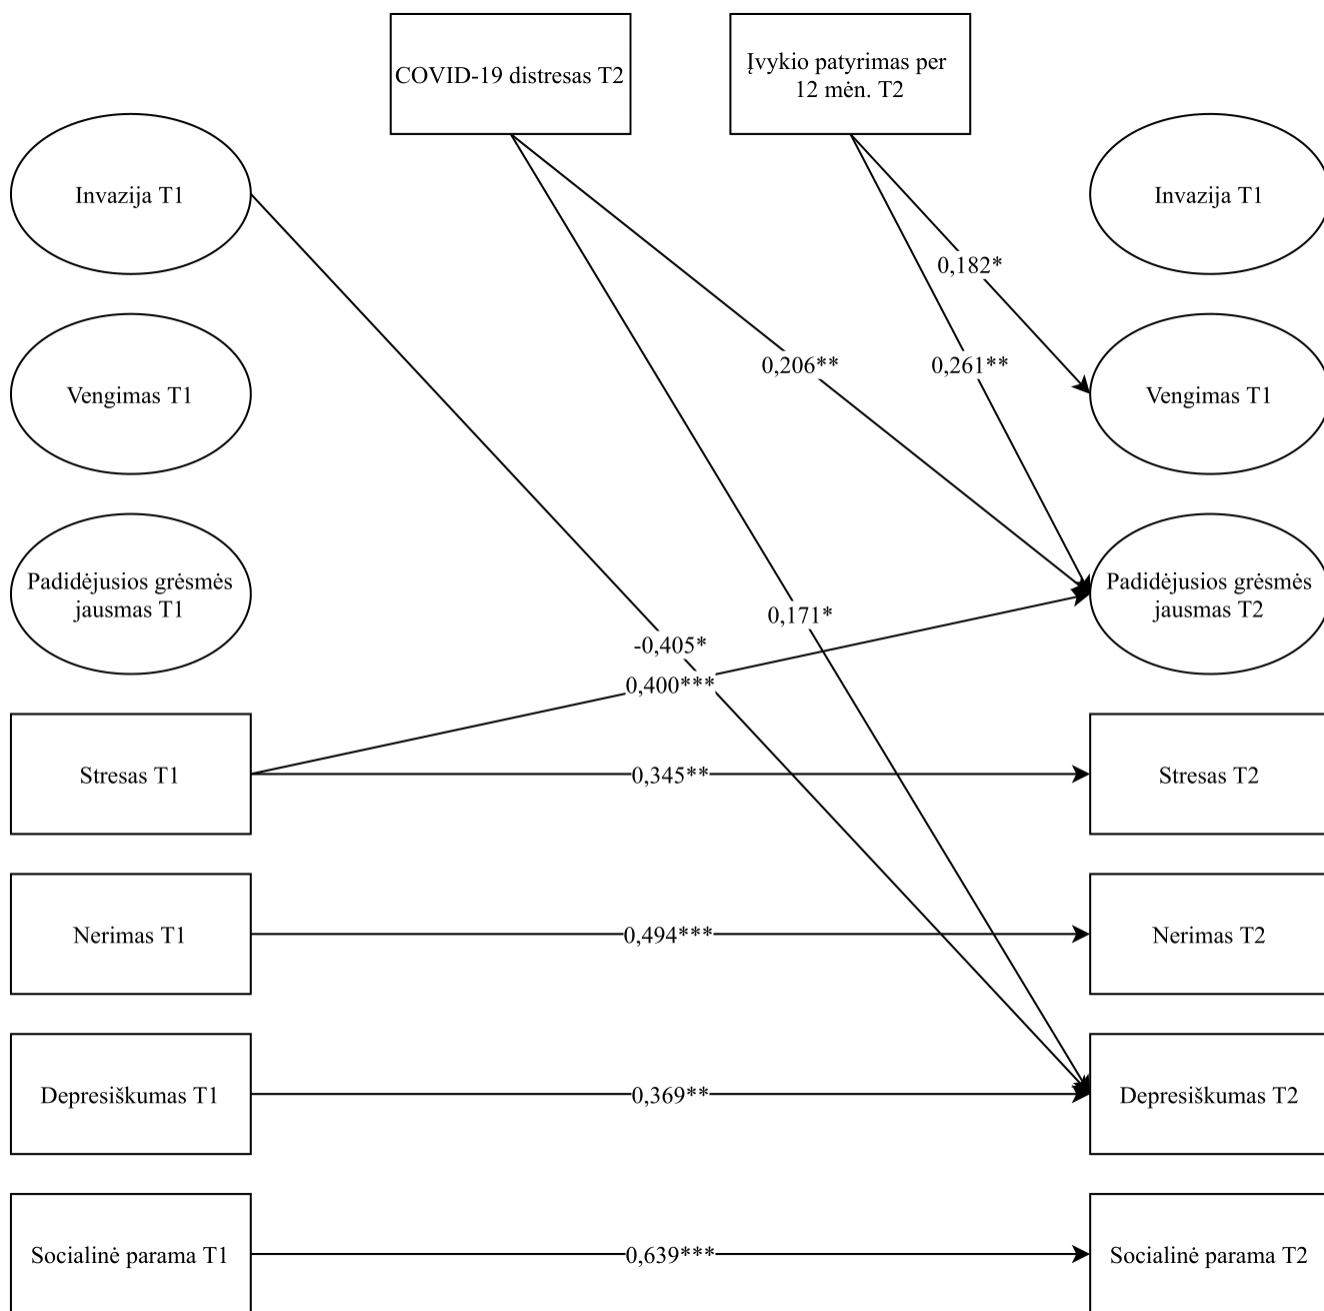 COVID-19 distresas T2
Įvykio patyrimas per
12 mėn. T2
Invazija T1
Invazija T1
0,182*
0,206**
0,261**
Vengimas T1
Vengimas T1
Padidėjusios grėsmės
jausmas T1
Padidėjusios grėsmės
jausmas T2
0,171*
-0,405*
0,400***
Stresas T1
0,345**
Stresas T2
Nerimas T1
0,494***
Nerimas T2
Depresiškumas T1
0,369**
Depresiškumas T2
Socialinė parama T1
0,639***
Socialinė parama T2